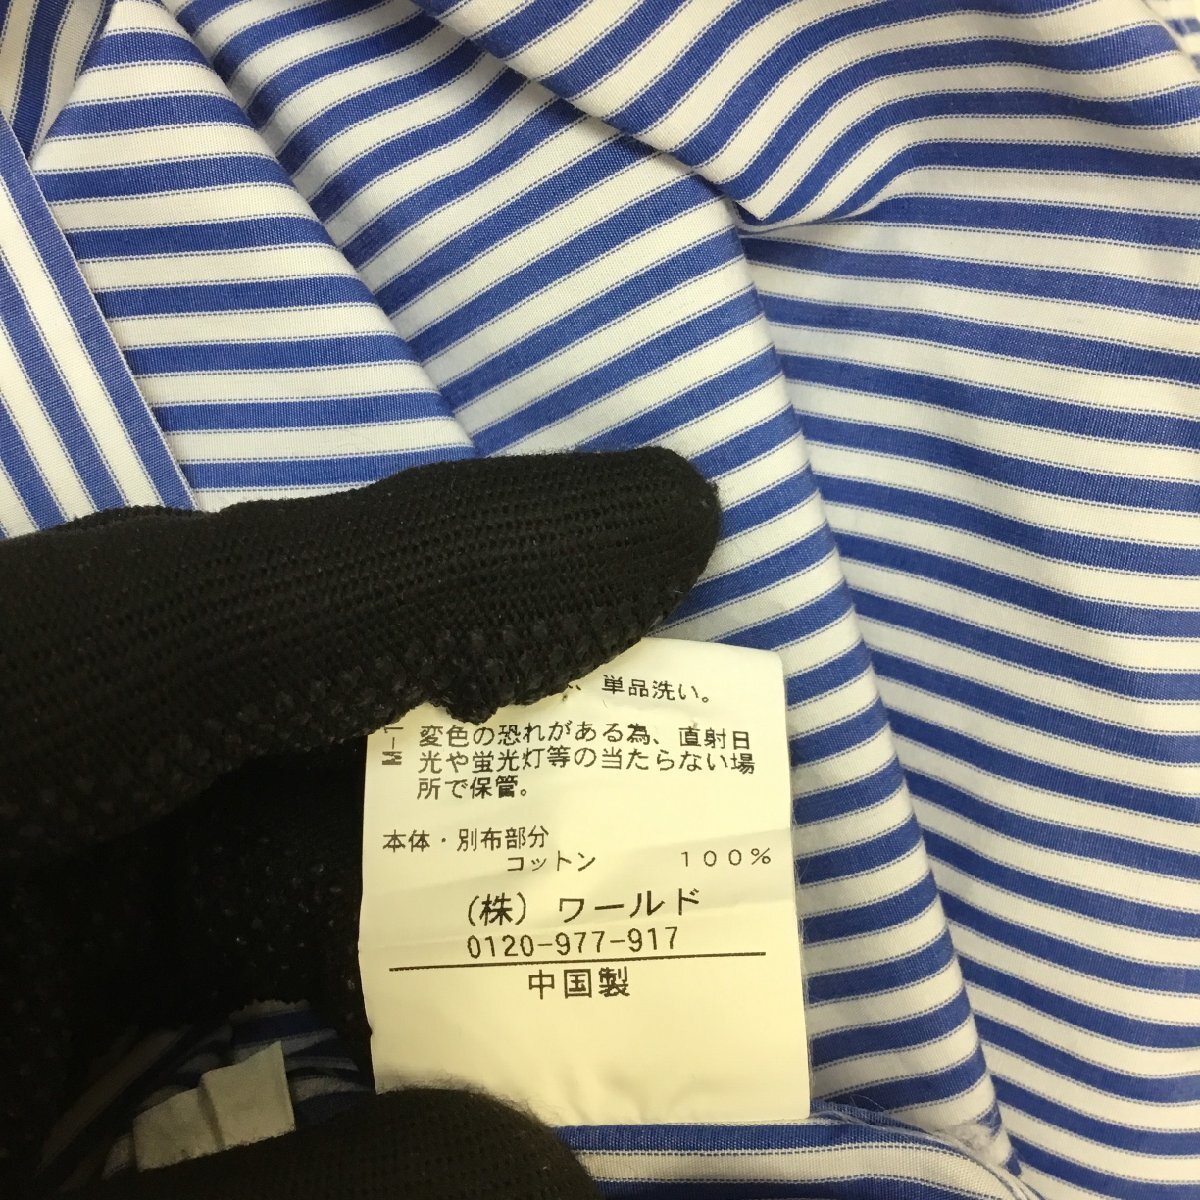 単品洗い。
変色の恐れがある為、直射日
光や蛍光灯等の当たらない場
所で保管。
本体・別布部分
コットン 100%
(株) ワールド
0120-977-917
中国製